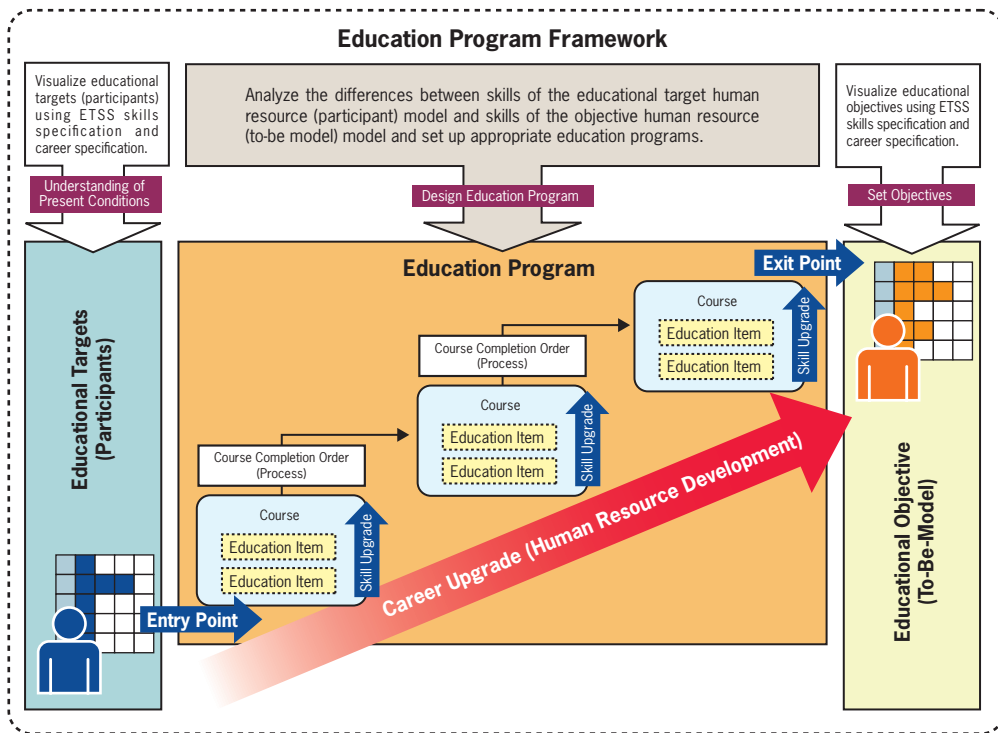 Education Program Framework
Visualize educational
targets (participants)
using ETSS skills
specification and
career specification.
Understanding of
Present Conditions
Analyze the differences between skills of the educational target human
resource (participant) model and skills of the objective human resource
(to-be model) model and set up appropriate education programs.
Design Education Program
Visualize educational
objectives using ETSS
skills specification and
career specification.
Set Objectives
Educational Targets
(Participants)
Entry Point
Education Program
Exit Point
Course
Education Item
Education Item
Skill Upgrade
Course Completion Order
(Process)
Course
Education Item
Education Item
Skill Upgrade
Course Completion Order
(Process)
Course
Education Item
Education Item
Skill Upgrade
Career Upgrade (Human Resource Development)
Educational Objective
(To-Be-Model)